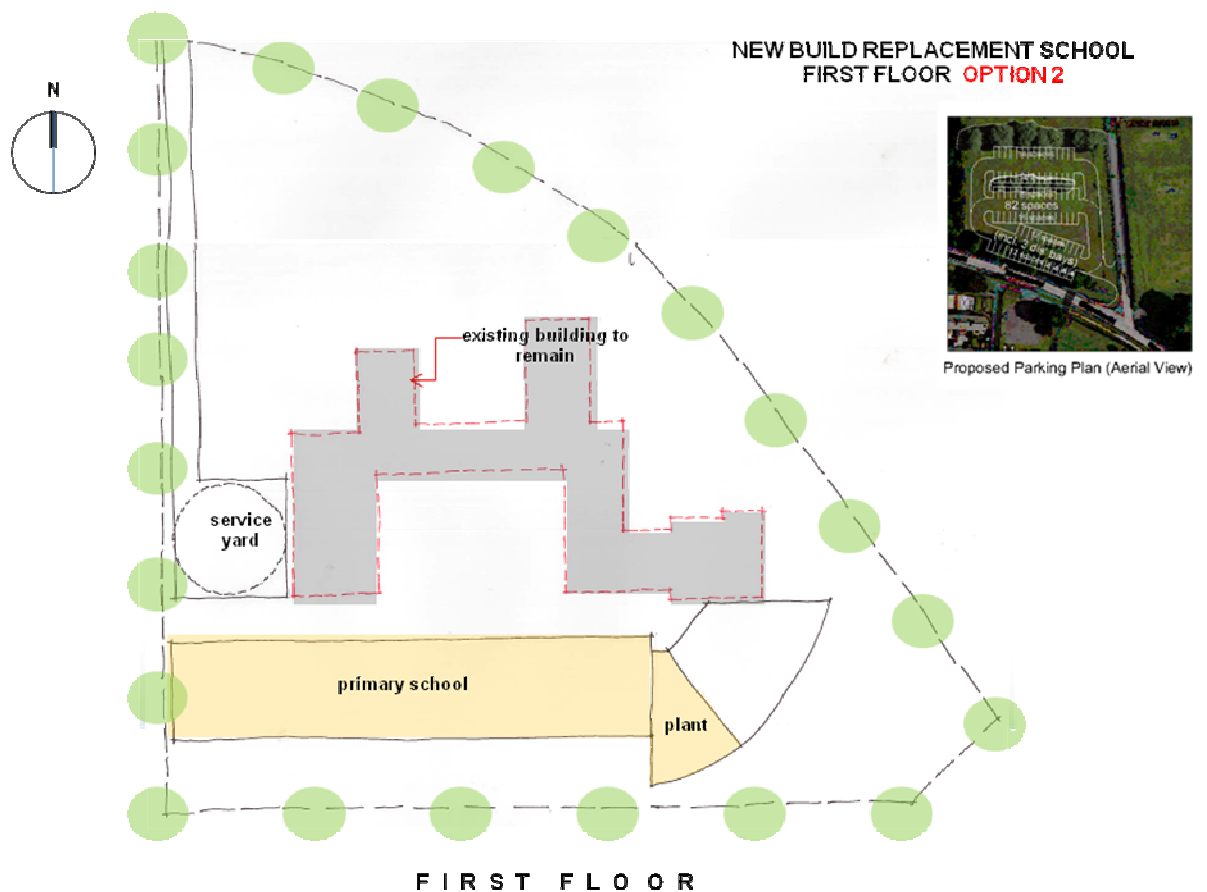 NEW BUILD REPLACEMENT SCHOOL
FIRST FLOOR OPTION 2
N
82 spaces
Proposed Parking Plan (Aerial View)
existing building to
remain
service
yard
primary school
plant
FIRST FLOOR